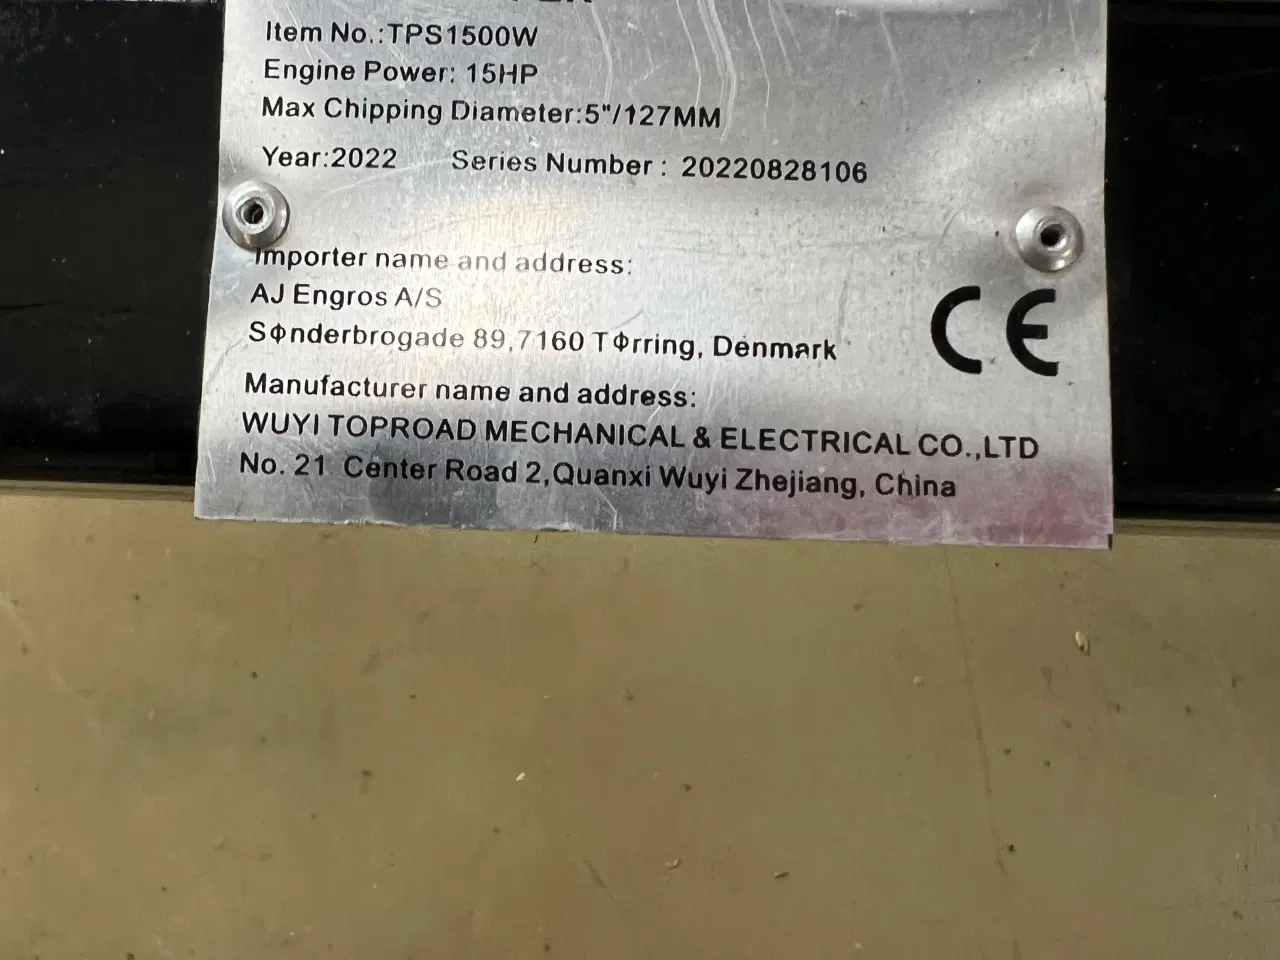 Item No.:TPS1500W
Engine Power: 15HP
Max Chipping Diameter:5"/127MM
Year:2022 Series Number : 20220828106
Importer name and address:
AJ Engros A/S
SΦnderbrogade 89,7160 TΦrring, Denmark
CE
Manufacturer name and address:
WUYI TOPROAD MECHANICAL & ELECTRICAL CO.,LTD
No. 21 Center Road 2,Quanxi Wuyi Zhejiang, China